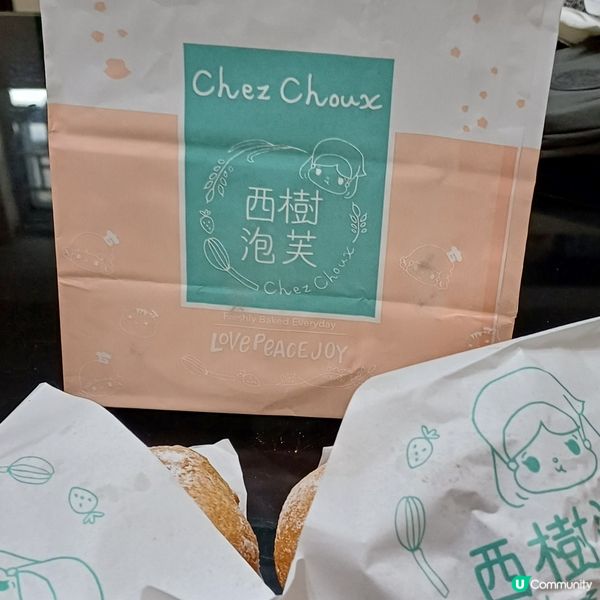 Chez Choux
西樹
泡芙
Chez Choux
Freshly Baked Everyday
LOVE PEACE JOY
西樹
U Community